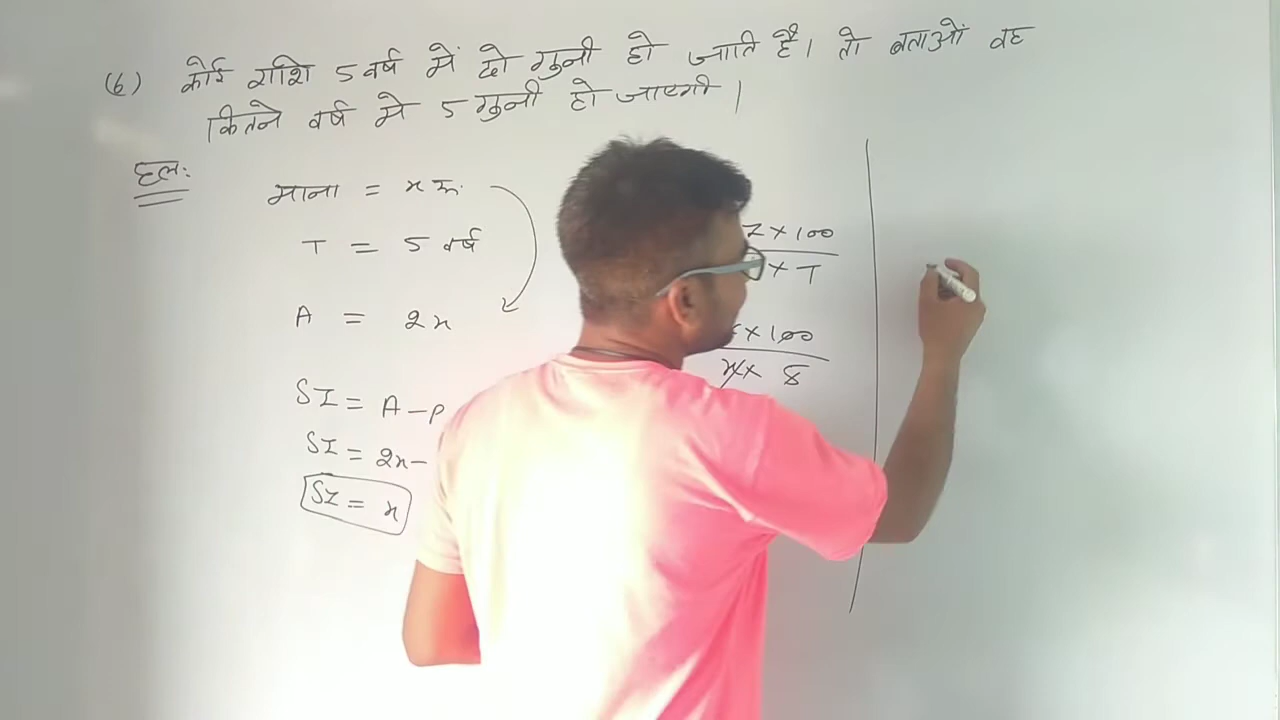 (6) कोई राशि 5 वर्ष में दो गुनी हो जाति है। तो बताओं वह
कितने वर्ष मे 5 गुनी हो जाएगी।
हल:
माना = x रू.
T = 5 वर्ष
A = 2x
SI = A - P
SI = 2x -
SI = x
× 100
× T
× 100
x × 5